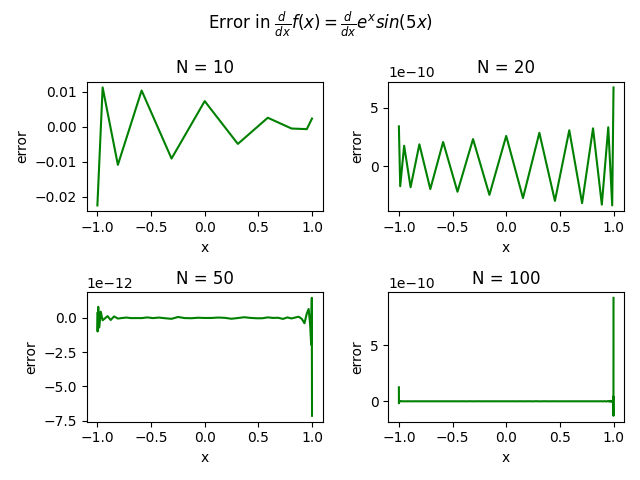 Error in d/dx f(x) = d/dx e^x sin(5x)
N = 10
N = 20
1e−10
0.01
0.00
−0.01
−0.02
error
5
0
error
−1.0 −0.5 0.0 0.5 1.0
x
−1.0 −0.5 0.0 0.5 1.0
x
1e−12
N = 50
1e−10
N = 100
0.0
−2.5
−5.0
−7.5
error
5
0
error
−1.0 −0.5 0.0 0.5 1.0
x
−1.0 −0.5 0.0 0.5 1.0
x